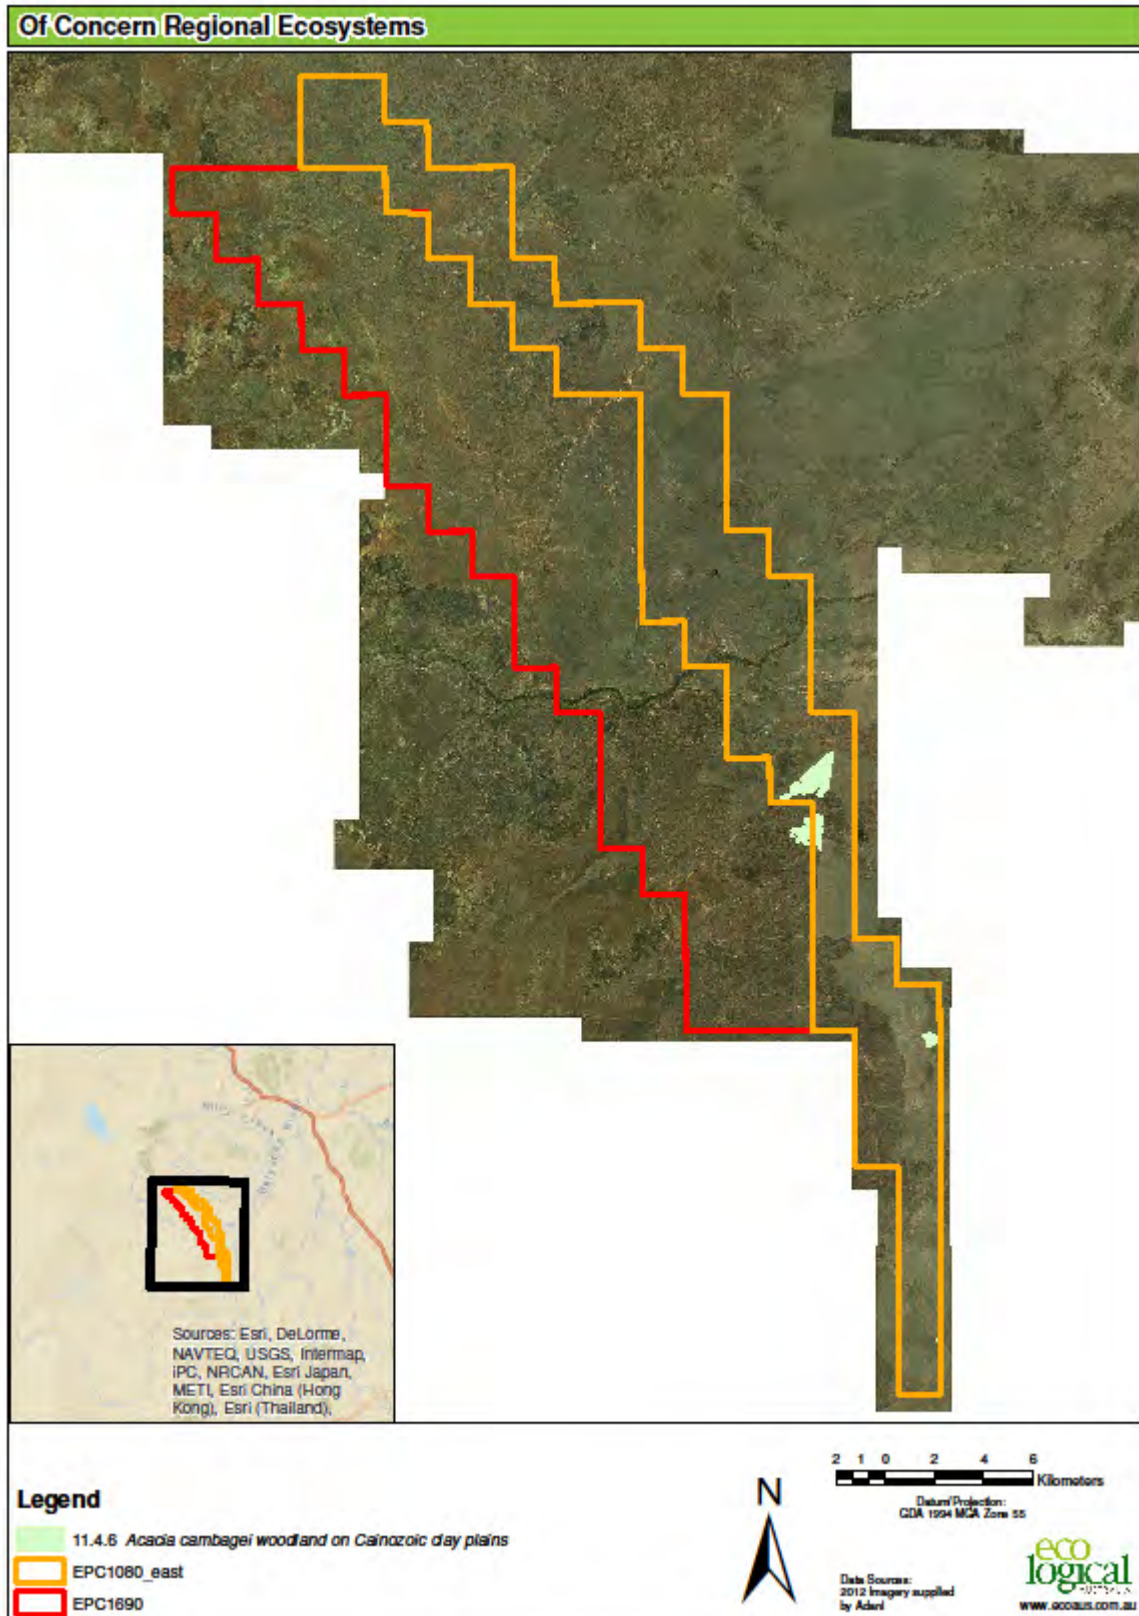 Of Concern Regional Ecosystems
Sources: Esri, DeLorme,
NAVTEQ, USGS, Intermap,
iPC, NRCAN, Esri Japan,
METI, Esri China (Hong
Kong), Esri (Thailand),
Legend
11.4.6 Acacia cambagei woodland on Cainozoic clay plains
EPC1080_east
EPC1690
N
2 1 0 2 4 6
Kilometers
Datum/Projection:
GDA 1994 MGA Zone 55
Data Sources:
2012 Imagery supplied
by Adani
eco
logical
AUSTRALIA
www.ecoaus.com.au